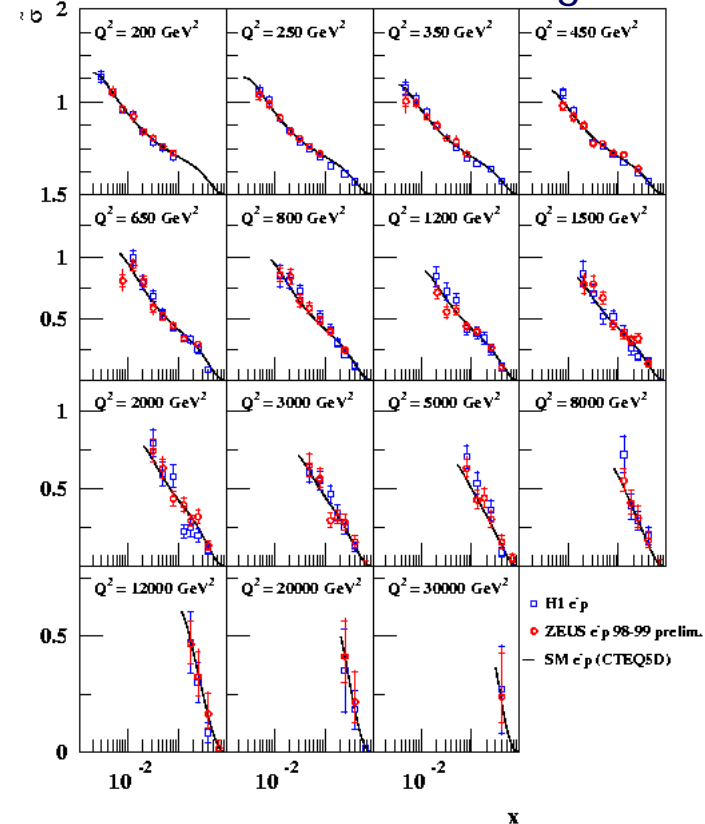 σ̃
2
Q² = 200 GeV²
Q² = 250 GeV²
Q² = 350 GeV²
Q² = 450 GeV²
1
1.5
Q² = 650 GeV²
Q² = 800 GeV²
Q² = 1200 GeV²
Q² = 1500 GeV²
1
0.5
Q² = 2000 GeV²
Q² = 3000 GeV²
Q² = 5000 GeV²
Q² = 8000 GeV²
1
0.5
Q² = 12000 GeV²
Q² = 20000 GeV²
Q² = 30000 GeV²
H1 e⁻p
ZEUS e⁻p 98-99 prelim.
SM e⁻p (CTEQ5D)
0.5
0
10⁻²
10⁻²
10⁻²
x